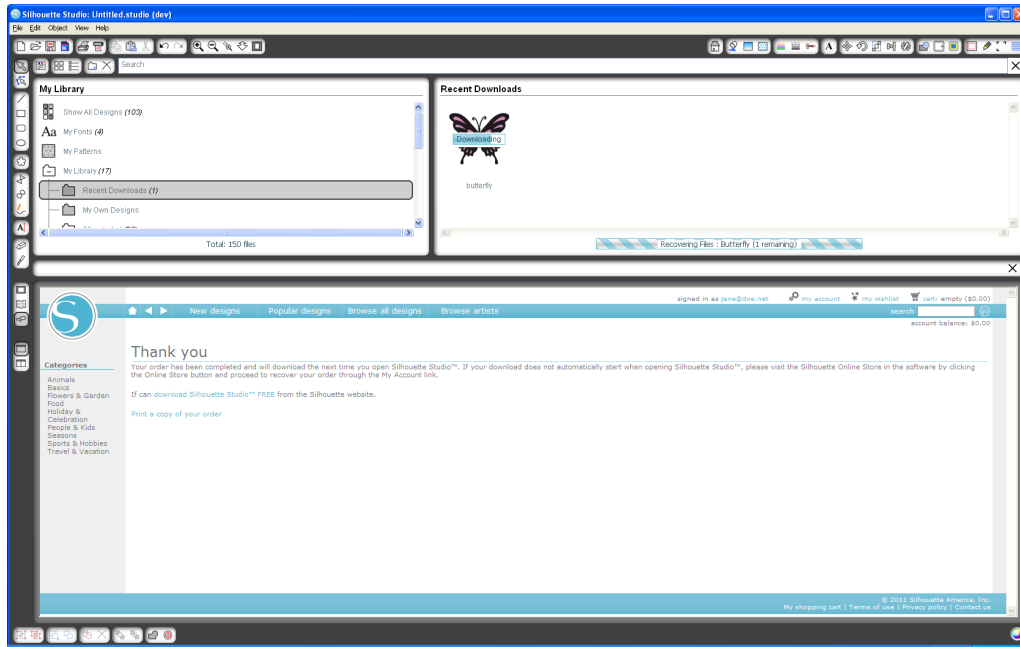 Silhouette Studio: Untitled.studio (dev)
File Edit Object View Help
Search
My Library
Show All Designs (103)
Aa My Fonts (4)
My Patterns
My Library (17)
Recent Downloads (1)
My Own Designs
Total: 150 files
Recent Downloads
Downloading
butterfly
Recovering Files : Butterfly (1 remaining)
signed in as jane@doe.net my account my wishlist cart: empty ($0.00)
New designs Popular designs Browse all designs Browse artists search go
account balance: $0.00
S
Categories
Animals
Basics
Flowers & Garden
Food
Holiday &
Celebration
People & Kids
Seasons
Sports & Hobbies
Travel & Vacation
Thank you
Your order has been completed and will download the next time you open Silhouette Studio™. If your download does not automatically start when opening Silhouette Studio™, please visit the Silhouette Online Store in the software by clicking
the Online Store button and proceed to recover your order through the My Account link.
If can download Silhouette Studio™ FREE from the Silhouette website.
Print a copy of your order
© 2011 Silhouette America, Inc.
My shopping cart | Terms of use | Privacy policy | Contact us